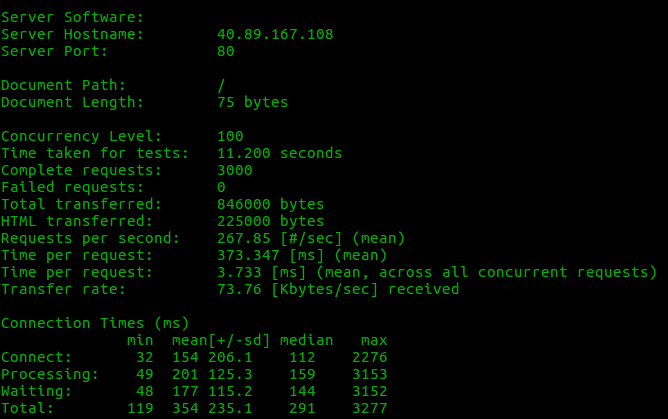 Server Software:
Server Hostname:        40.89.167.108
Server Port:            80
Document Path:          /
Document Length:        75 bytes
Concurrency Level:      100
Time taken for tests:   11.200 seconds
Complete requests:      3000
Failed requests:        0
Total transferred:      846000 bytes
HTML transferred:       225000 bytes
Requests per second:    267.85 [#/sec] (mean)
Time per request:       373.347 [ms] (mean)
Time per request:       3.733 [ms] (mean, across all concurrent requests)
Transfer rate:          73.76 [Kbytes/sec] received
Connection Times (ms)
              min  mean[+/-sd] median   max
Connect:       32  154 206.1    112    2276
Processing:    49  201 125.3    159    3153
Waiting:       48  177 115.2    144    3152
Total:        119  354 235.1    291    3277